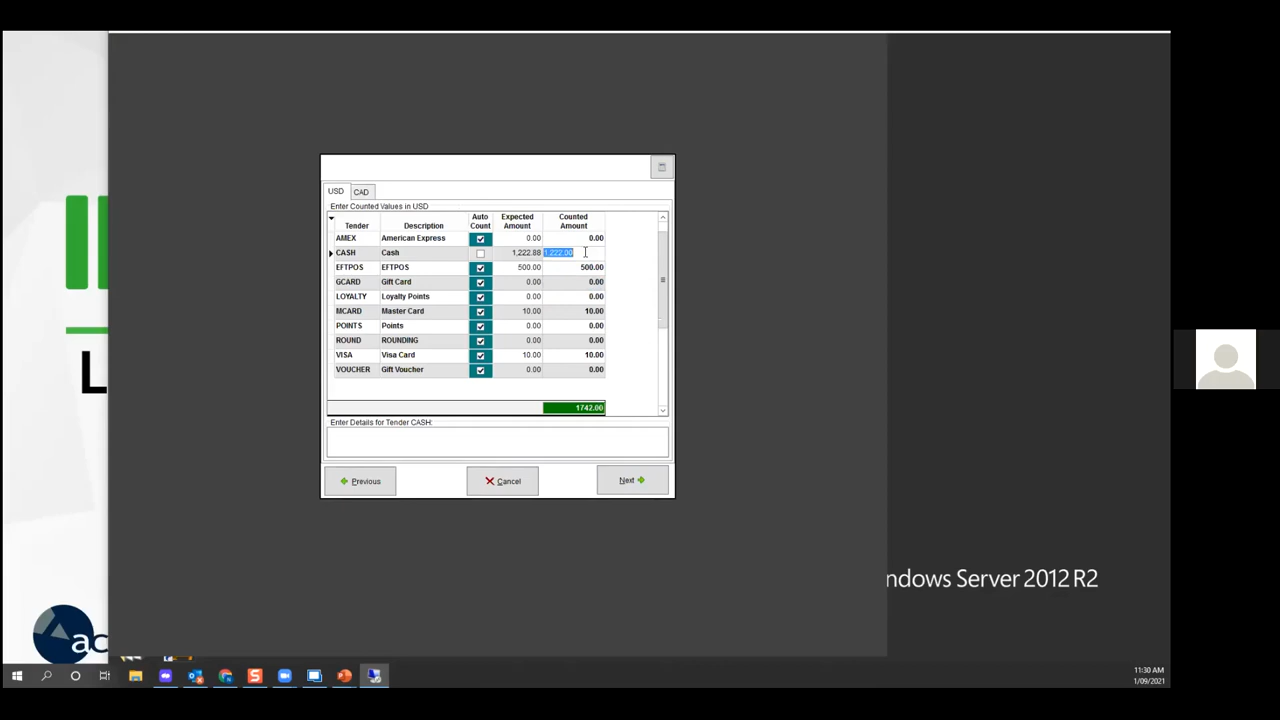 USD CAD
Enter Counted Values in USD
Tender Description Auto Count Expected Amount Counted Amount
AMEX American Express 0.00 0.00
CASH Cash 1,222.88 1,222.00
EFTPOS EFTPOS 500.00 500.00
GCARD Gift Card 0.00 0.00
LOYALTY Loyalty Points 0.00 0.00
MCARD Master Card 10.00 10.00
POINTS Points 0.00 0.00
ROUND ROUNDING 0.00 0.00
VISA Visa Card 10.00 10.00
VOUCHER Gift Voucher 0.00 0.00
1742.00
Enter Details for Tender CASH:
Previous Cancel Next
L
ndows Server 2012 R2
ac
11:30 AM
1/09/2021